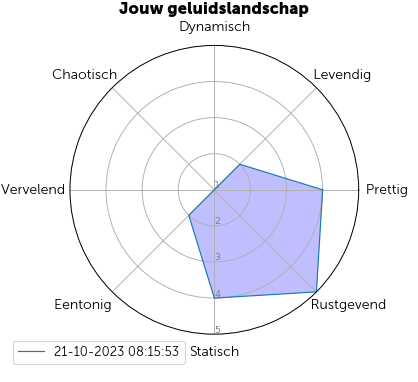 Jouw geluidslandschap
Dynamisch
Chaotisch
Levendig
Vervelend
1
Prettig
2
3
4
Eentonig
Rustgevend
5
21-10-2023 08:15:53
Statisch